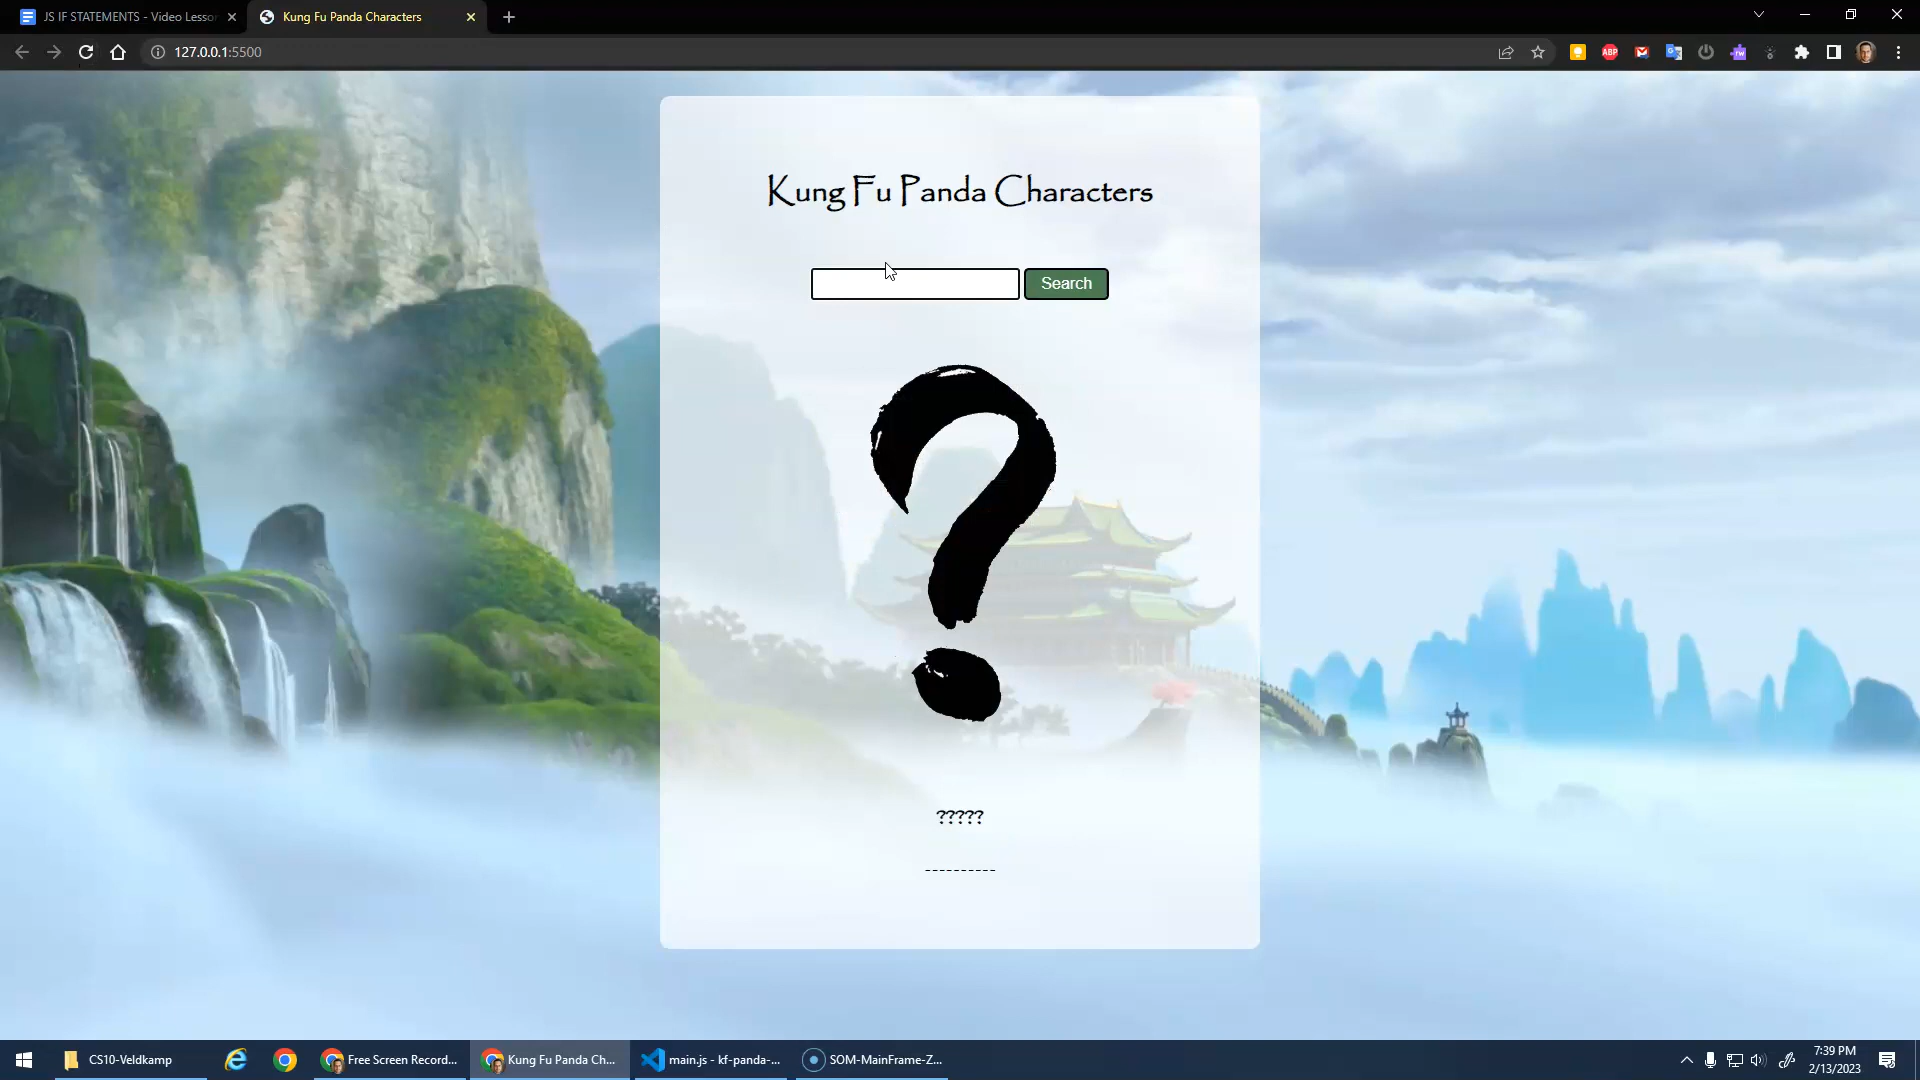 JS IF STATEMENTS - Video Lesso
Kung Fu Panda Characters
127.0.0.1:5500
ABP
Kung Fu Panda Characters
Search
?????
----------
CS10-Veldkamp
Free Screen Record...
Kung Fu Panda Ch...
main.js - kf-panda-...
SOM-MainFrame-Z...
7:39 PM
2/13/2023